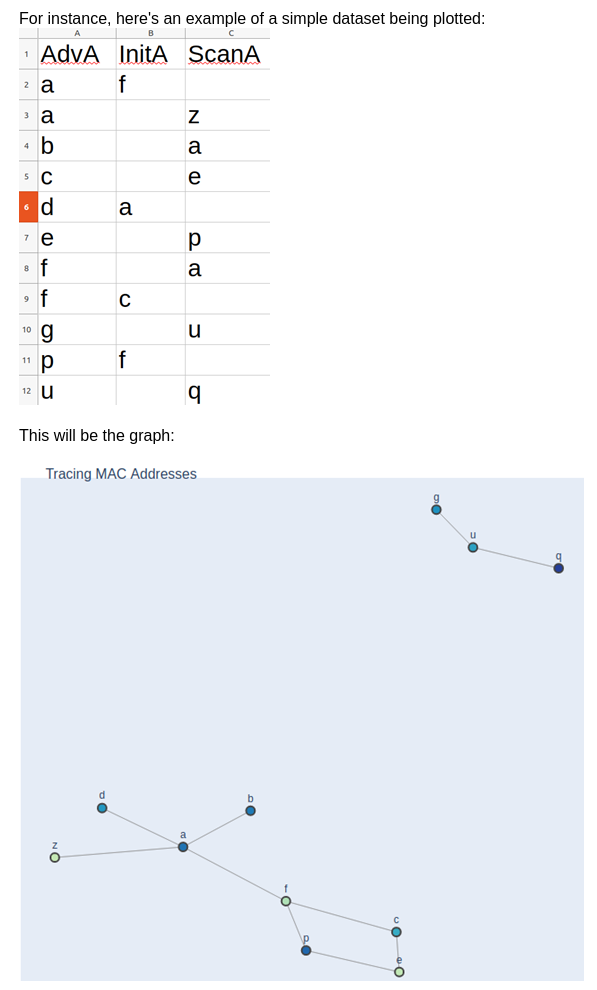 For instance, here's an example of a simple dataset being plotted:
A B C
1 AdvA InitA ScanA
2 a f
3 a z
4 b a
5 c e
6 d a
7 e p
8 f a
9 f c
10 g u
11 p f
12 u q
This will be the graph:
Tracing MAC Addresses
g
u
q
d
b
a
z
f
c
p
e